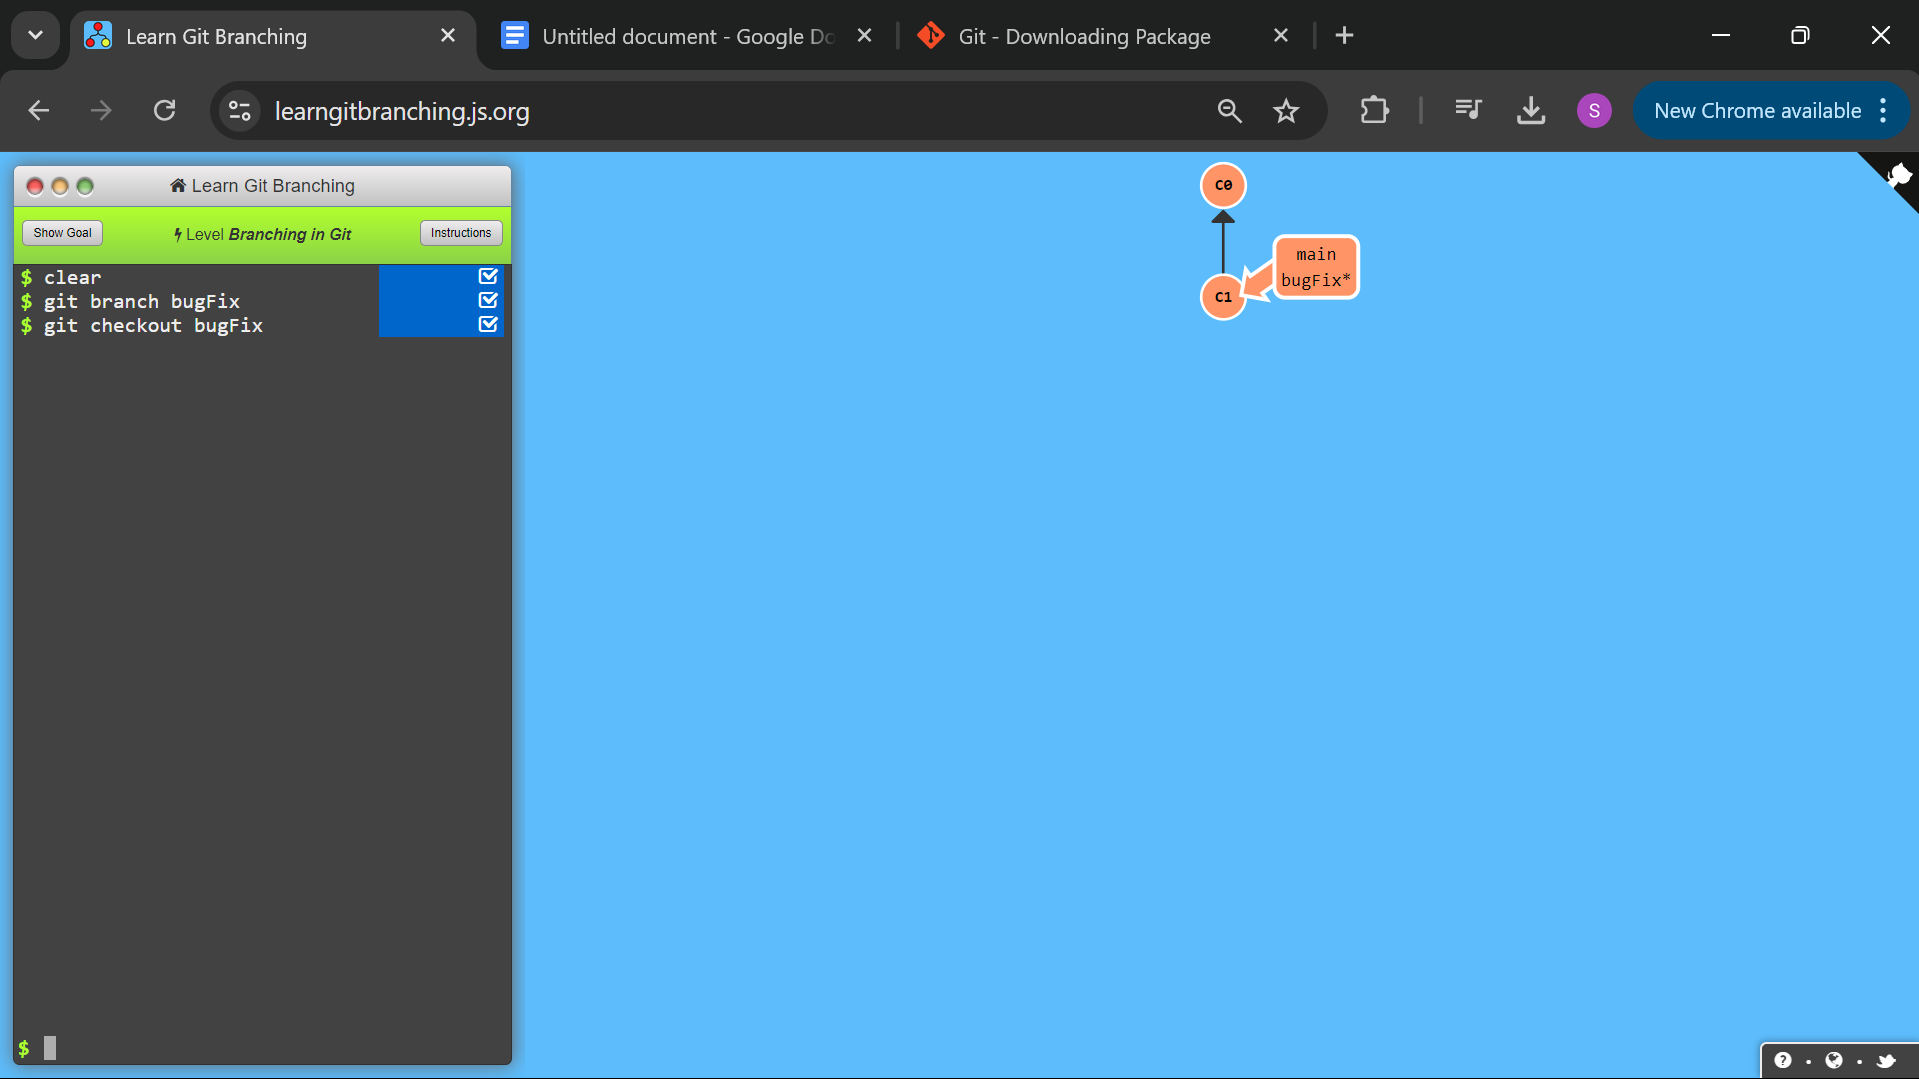 Learn Git Branching
Untitled document - Google Do
Git - Downloading Package
learngitbranching.js.org
S
New Chrome available
Learn Git Branching
Show Goal
Level Branching in Git
Instructions
$ clear
$ git branch bugFix
$ git checkout bugFix
$
C0
main
bugFix*
C1
?